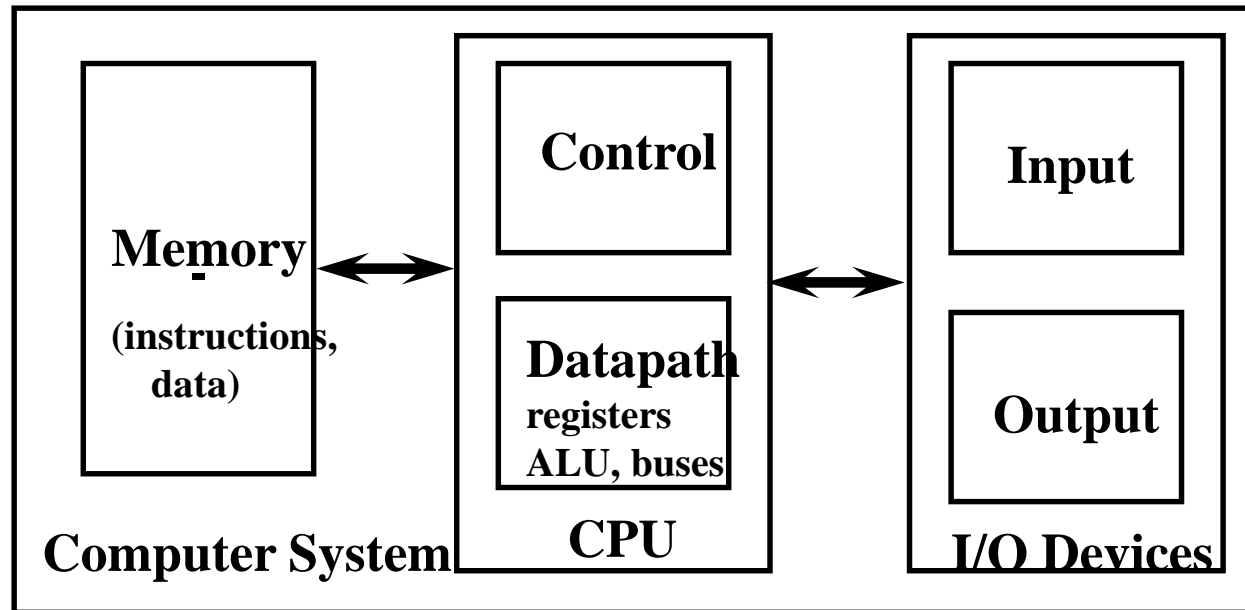 Memory
(instructions,
data)
Computer System
Control
Datapath
registers
ALU, buses
CPU
Input
Output
I/O Devices